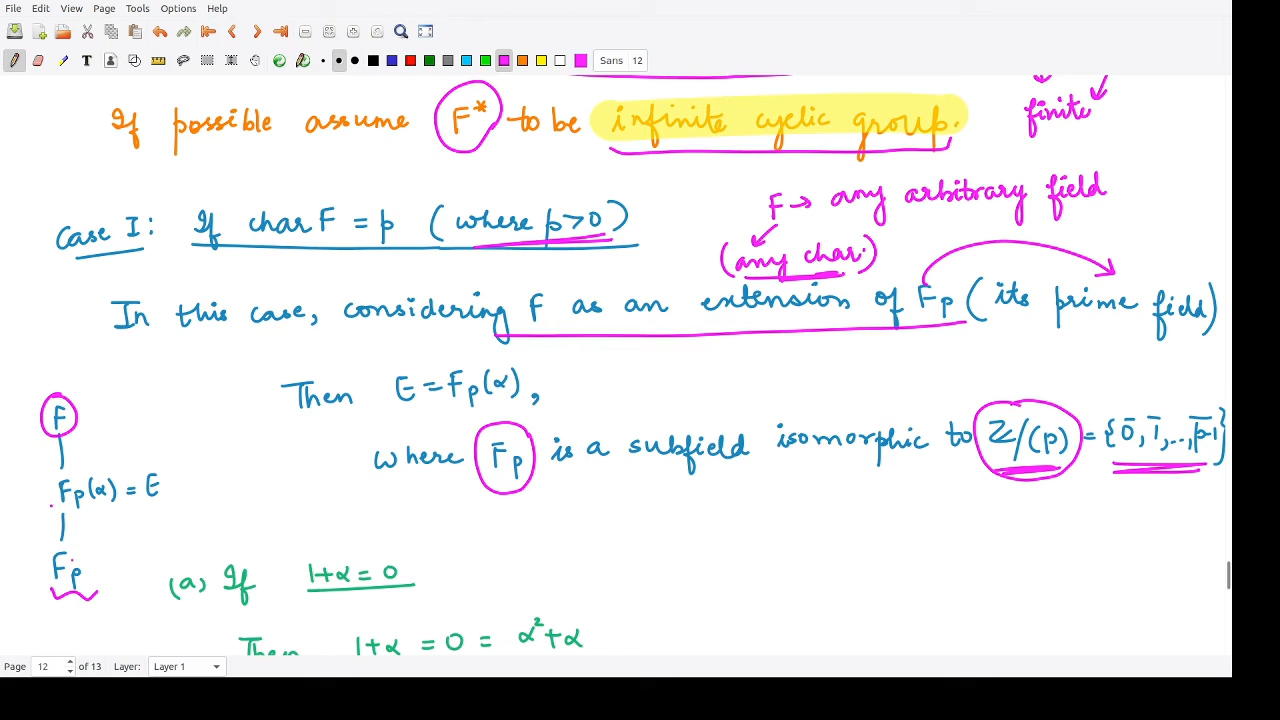 File Edit View Page Tools Options Help
T Sans 12
finite
If possible assume F* to be infinite cyclic group.
F → any arbitrary field
Case I: If char F = p (where p>0)
(any char.)
In this case, considering F as an extension of Fp (its prime field)
Then E = Fp(α),
F
where Fp is a subfield isomorphic to ℤ/(p) = {0̄, 1̄, .., p̄-1}
Fp(α) = E
Fp
(a) If 1+α = 0
Then 1+α = 0 = α²+α
Page 12 of 13 Layer: Layer 1